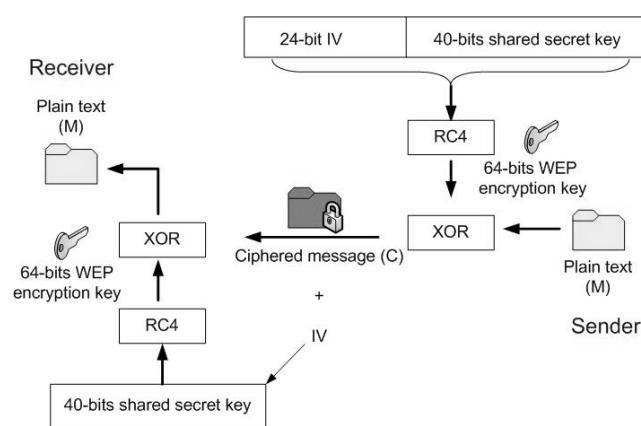 24-bit IV
40-bits shared secret key
Receiver
Plain text
(M)
RC4
64-bits WEP
encryption key
XOR
XOR
64-bits WEP
encryption key
Ciphered message (C)
Plain text
(M)
+
RC4
IV
Sender
40-bits shared secret key